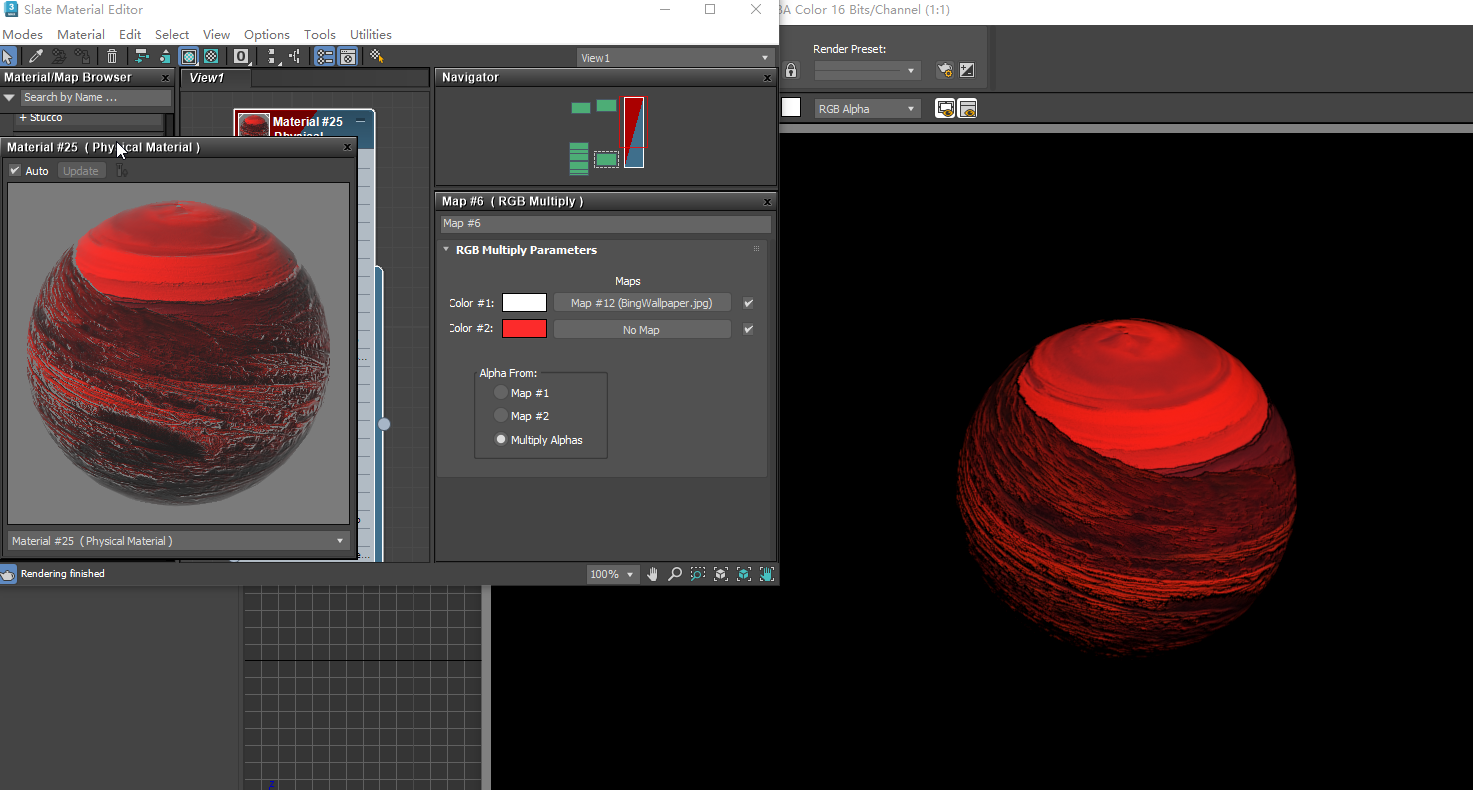 Slate Material Editor
Modes Material Edit Select View Options Tools Utilities
View1
Material/Map Browser
Search by Name ...
+ Stucco
View1
Material #25
Navigator
Material #25 ( Physical Material )
Auto
Update
Map #6 ( RGB Multiply )
Map #6
RGB Multiply Parameters
Maps
Color #1:
Map #12 (BingWallpaper.jpg)
Color #2:
No Map
Alpha From:
Map #1
Map #2
Multiply Alphas
Material #25 ( Physical Material )
Rendering finished
100%
Color 16 Bits/Channel (1:1)
Render Preset:
RGB Alpha